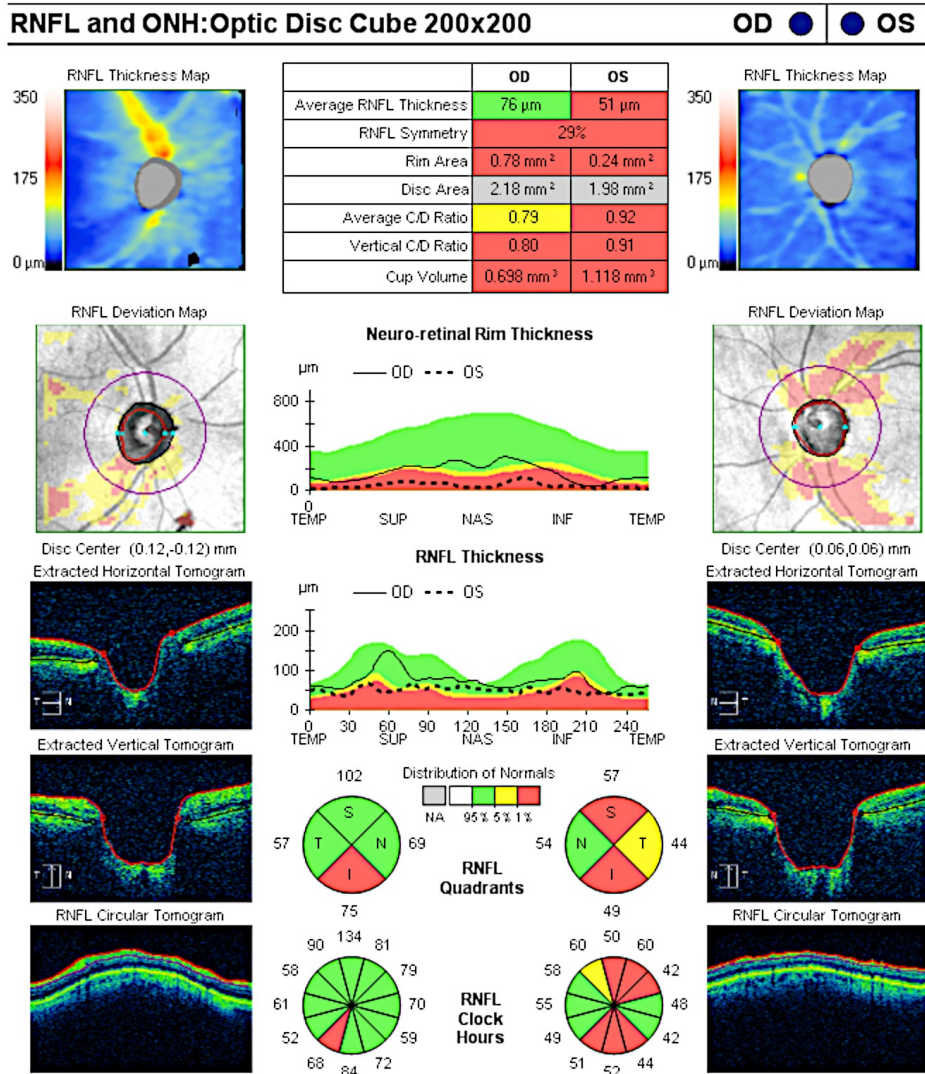 RNFL and ONH:Optic Disc Cube 200x200 OD OS
RNFL Thickness Map
350
175
0 µm
OD OS
Average RNFL Thickness 76 µm 51 µm
RNFL Symmetry 29%
Rim Area 0.78 mm² 0.24 mm²
Disc Area 2.18 mm² 1.98 mm²
Average C/D Ratio 0.79 0.92
Vertical C/D Ratio 0.80 0.91
Cup Volume 0.698 mm³ 1.118 mm³
RNFL Thickness Map
350
175
0 µm
RNFL Deviation Map
Disc Center (0.12,-0.12) mm
Neuro-retinal Rim Thickness
µm OD OS
800
400
0
0
TEMP SUP NAS INF TEMP
RNFL Deviation Map
Disc Center (0.06,0.06) mm
Extracted Horizontal Tomogram
T N
RNFL Thickness
µm OD OS
200
100
0
0 30 60 90 120 150 180 210 240
TEMP SUP NAS INF TEMP
Extracted Horizontal Tomogram
T N
Extracted Vertical Tomogram
I S
Distribution of Normals
NA 95% 5% 1%
Extracted Vertical Tomogram
I S
102
S
57 T N 69
I
75
RNFL
Quadrants
57
S
54 N T 44
I
49
RNFL Circular Tomogram
134
90 81
58 79
61 70
52 59
68 72
84
RNFL
Clock
Hours
50
60 60
58 42
55 48
49 42
51 44
52
RNFL Circular Tomogram